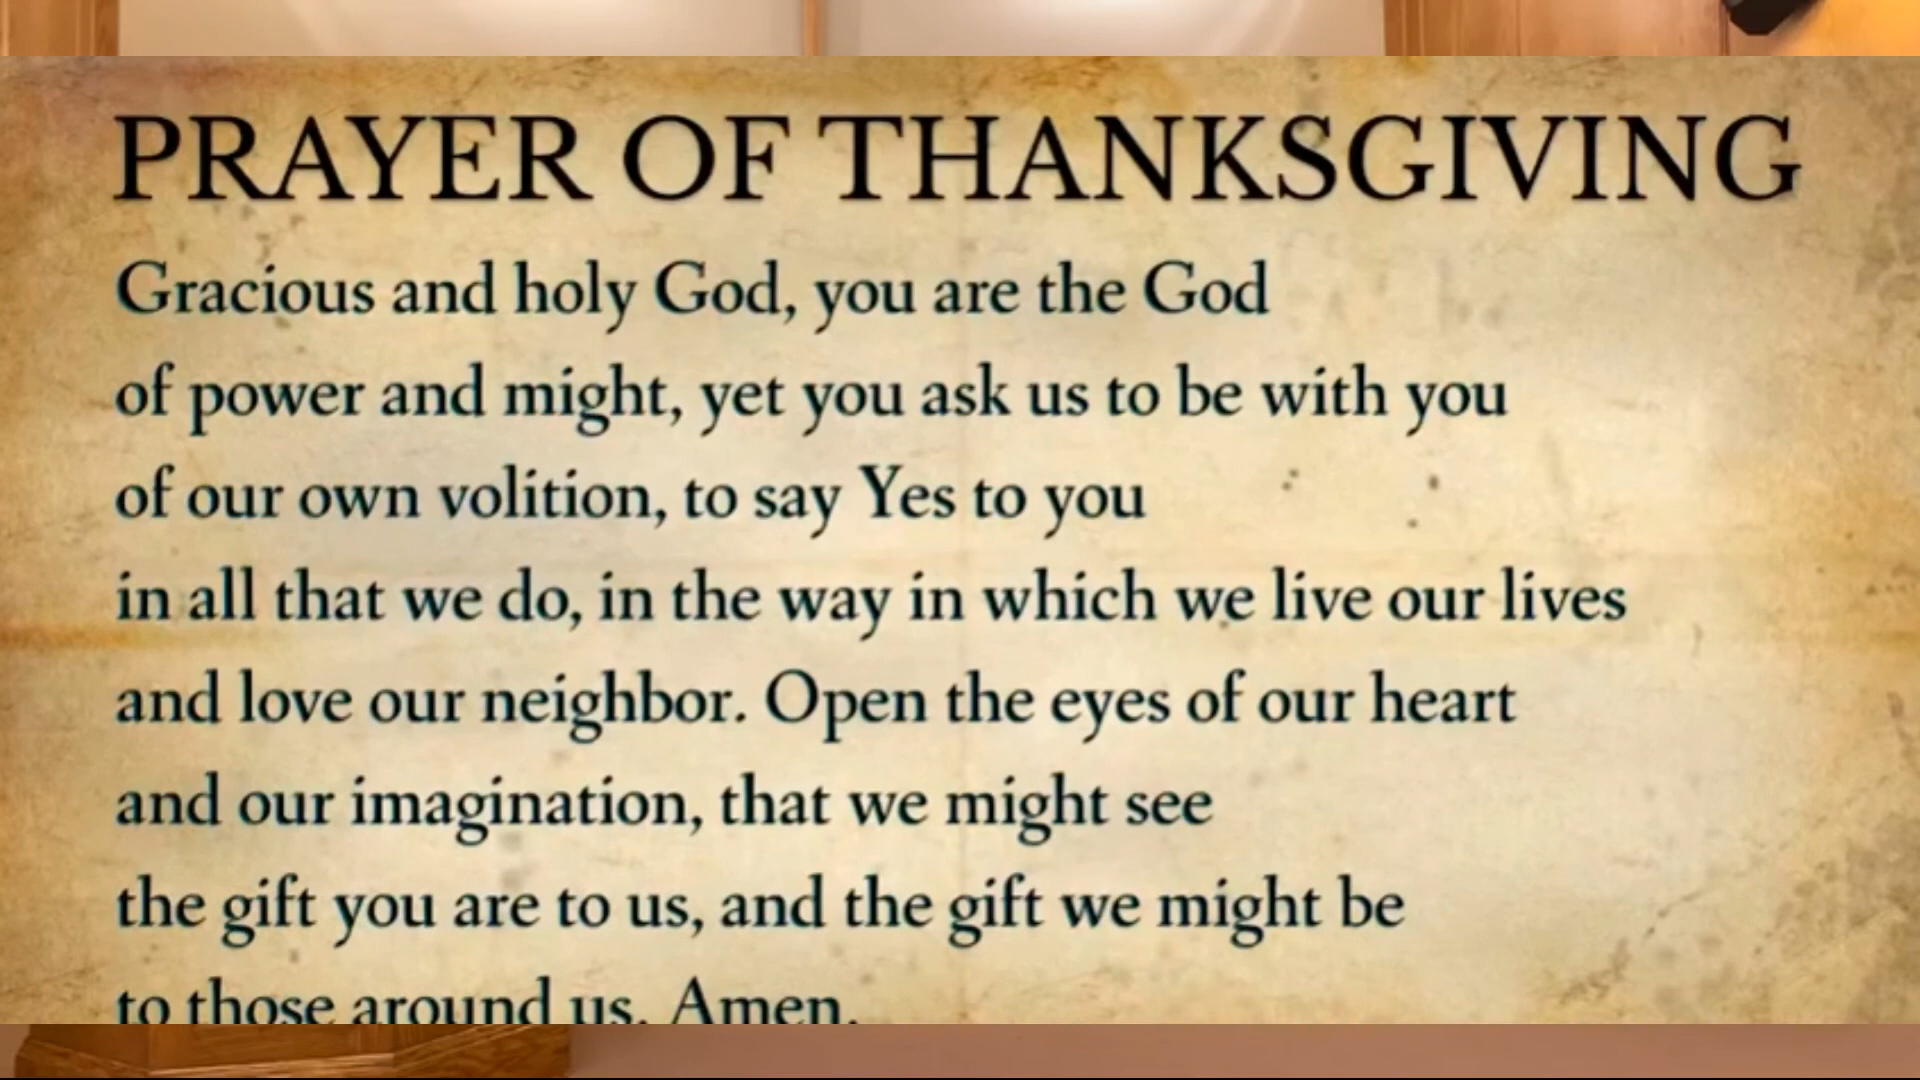 PRAYER OF THANKSGIVING
Gracious and holy God, you are the God
of power and might, yet you ask us to be with you
of our own volition, to say Yes to you
in all that we do, in the way in which we live our lives
and love our neighbor. Open the eyes of our heart
and our imagination, that we might see
the gift you are to us, and the gift we might be
to those around us. Amen.